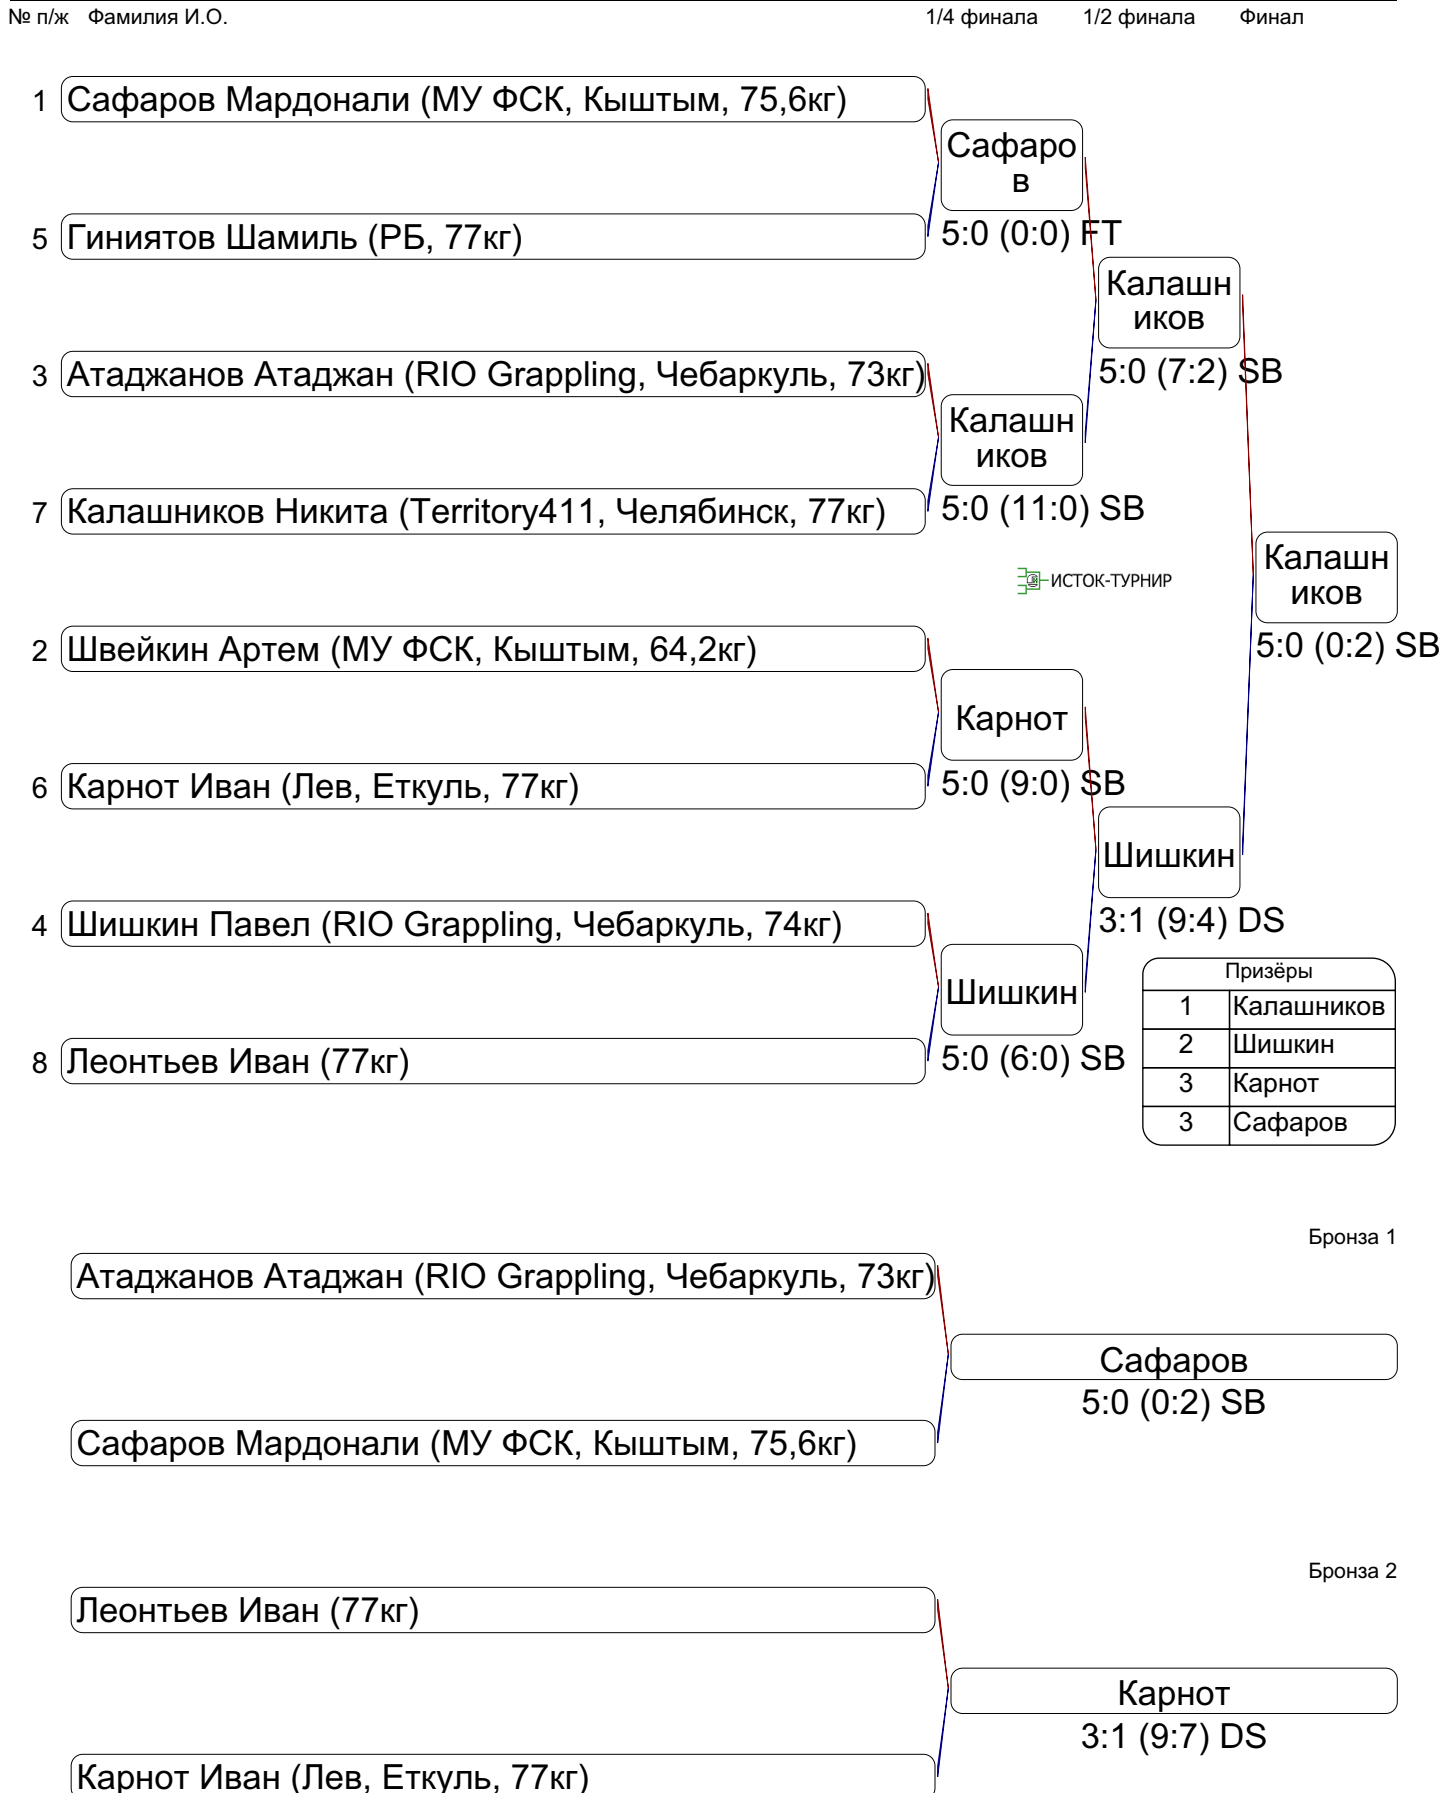 № п/ж Фамилия И.О. 1/4 финала 1/2 финала Финал
1 Сафаров Мардонали (МУ ФСК, Кыштым, 75,6кг)
Сафаро
в
5 Гиниятов Шамиль (РБ, 77кг)
5:0 (0:0) FT
Калашн
иков
5:0 (7:2) SB
3 Атаджанов Атаджан (RIO Grappling, Чебаркуль, 73кг)
Калашн
иков
7 Калашников Никита (Territory411, Челябинск, 77кг)
5:0 (11:0) SB
ИСТОК-ТУРНИР
Калашн
иков
5:0 (0:2) SB
2 Швейкин Артем (МУ ФСК, Кыштым, 64,2кг)
Карнот
6 Карнот Иван (Лев, Еткуль, 77кг)
5:0 (9:0) SB
Шишкин
3:1 (9:4) DS
4 Шишкин Павел (RIO Grappling, Чебаркуль, 74кг)
Шишкин
8 Леонтьев Иван (77кг)
5:0 (6:0) SB
Призёры
1 Калашников
2 Шишкин
3 Карнот
3 Сафаров
Бронза 1
Атаджанов Атаджан (RIO Grappling, Чебаркуль, 73кг)
Сафаров
5:0 (0:2) SB
Сафаров Мардонали (МУ ФСК, Кыштым, 75,6кг)
Бронза 2
Леонтьев Иван (77кг)
Карнот
3:1 (9:7) DS
Карнот Иван (Лев, Еткуль, 77кг)